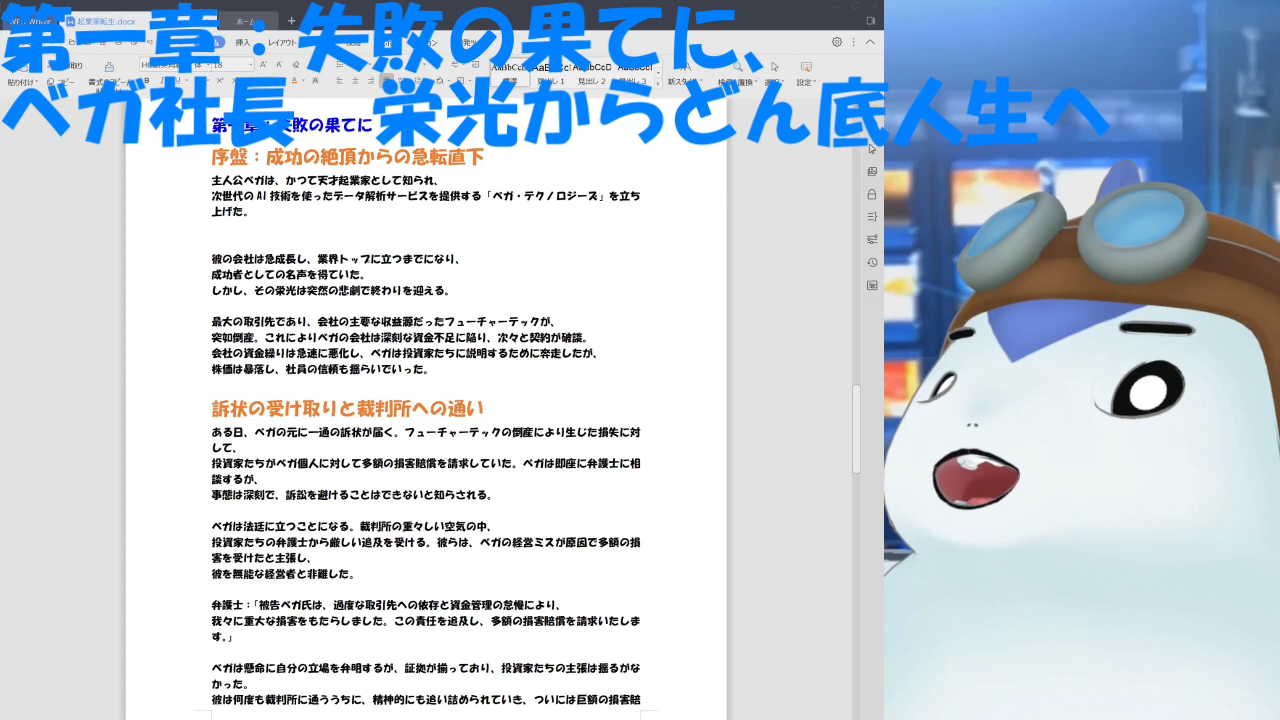 第一章：失敗の果てに、
ベガ社長　栄光からどん底人生へ
起業家転生.docx
ホーム
挿入
レイアウト
18
貼り付け
AaBbCcD
標準
見出し 1
見出し 2
見出し 3
設定
失敗の果てに
序盤：成功の絶頂からの急転直下
主人公ベガは、かつて天才起業家として知られ、
次世代の AI 技術を使ったデータ解析サービスを提供する「ベガ・テクノロジーズ」を立ち
上げた。
彼の会社は急成長し、業界トップに立つまでになり、
成功者としての名声を得ていた。
しかし、その栄光は突然の悲劇で終わりを迎える。
最大の取引先であり、会社の主要な収益源だったフューチャーテックが、
突如倒産。これによりベガの会社は深刻な資金不足に陥り、次々と契約が破談。
会社の資金繰りは急速に悪化し、ベガは投資家たちに説明するために奔走したが、
株価は暴落し、社員の信頼も揺らいでいった。
訴状の受け取りと裁判所への通い
ある日、ベガの元に一通の訴状が届く。フューチャーテックの倒産により生じた損失に対
して、
投資家たちがベガ個人に対して多額の損害賠償を請求していた。ベガは即座に弁護士に相
談するが、
事態は深刻で、訴訟を避けることはできないと知らされる。
ベガは法廷に立つことになる。裁判所の重々しい空気の中、
投資家たちの弁護士から厳しい追及を受ける。彼らは、ベガの経営ミスが原因で多額の損
害を受けたと主張し、
彼を無能な経営者と非難した。
弁護士：「被告ベガ氏は、過度な取引先への依存と資金管理の怠慢により、
我々に重大な損害をもたらしました。この責任を追及し、多額の損害賠償を請求いたしま
す。」
ベガは懸命に自分の立場を弁明するが、証拠が揃っており、投資家たちの主張は揺るがな
かった。
彼は何度も裁判所に通ううちに、精神的にも追い詰められていき、ついには巨額の損害賠